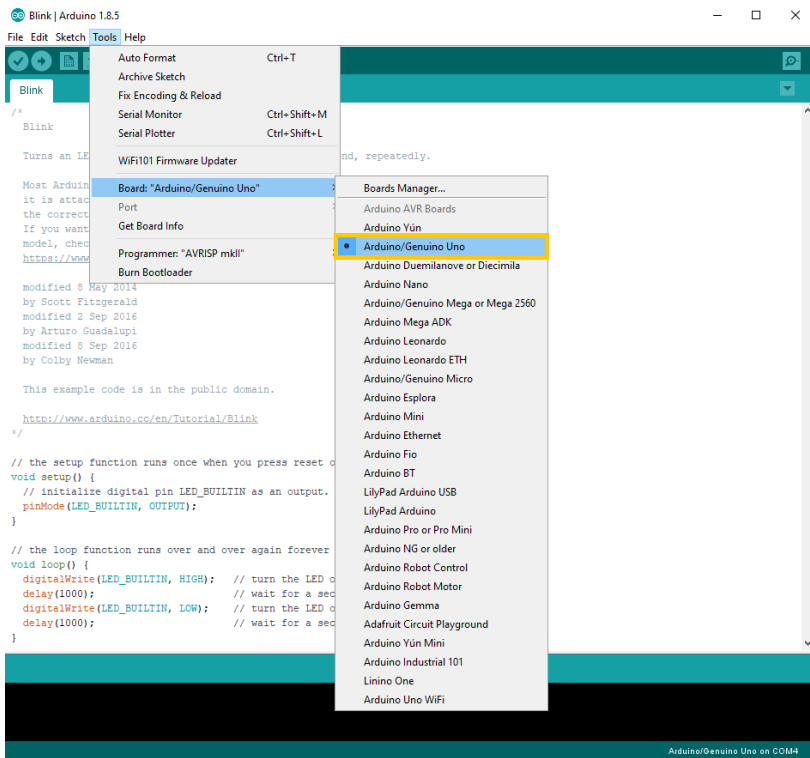 Blink | Arduino 1.8.5
File Edit Sketch Tools Help
Blink
Auto Format Ctrl+T
Archive Sketch
Fix Encoding & Reload
Serial Monitor Ctrl+Shift+M
Serial Plotter Ctrl+Shift+L
WiFi101 Firmware Updater
Board: "Arduino/Genuino Uno"
Port
Get Board Info
Programmer: "AVRISP mkII"
Burn Bootloader
Boards Manager...
Arduino AVR Boards
Arduino Yún
Arduino/Genuino Uno
Arduino Duemilanove or Diecimila
Arduino Nano
Arduino/Genuino Mega or Mega 2560
Arduino Mega ADK
Arduino Leonardo
Arduino Leonardo ETH
Arduino/Genuino Micro
Arduino Esplora
Arduino Mini
Arduino Ethernet
Arduino Fio
Arduino BT
LilyPad Arduino USB
LilyPad Arduino
Arduino Pro or Pro Mini
Arduino NG or older
Arduino Robot Control
Arduino Robot Motor
Arduino Gemma
Adafruit Circuit Playground
Arduino Yún Mini
Arduino Industrial 101
Linino One
Arduino Uno WiFi
/*
Blink
Turns an LE nd, repeatedly.
Most Arduin
it is attac
the correct
If you want
model, chec
https://www
modified 8 May 2014
by Scott Fitzgerald
modified 2 Sep 2016
by Arturo Guadalupi
modified 8 Sep 2016
by Colby Newman
This example code is in the public domain.
http://www.arduino.cc/en/Tutorial/Blink
*/
// the setup function runs once when you press reset o
void setup() {
// initialize digital pin LED_BUILTIN as an output.
pinMode(LED_BUILTIN, OUTPUT);
}
// the loop function runs over and over again forever
void loop() {
digitalWrite(LED_BUILTIN, HIGH); // turn the LED o
delay(1000); // wait for a sec
digitalWrite(LED_BUILTIN, LOW); // turn the LED o
delay(1000); // wait for a sec
}
Arduino/Genuino Uno on COM4